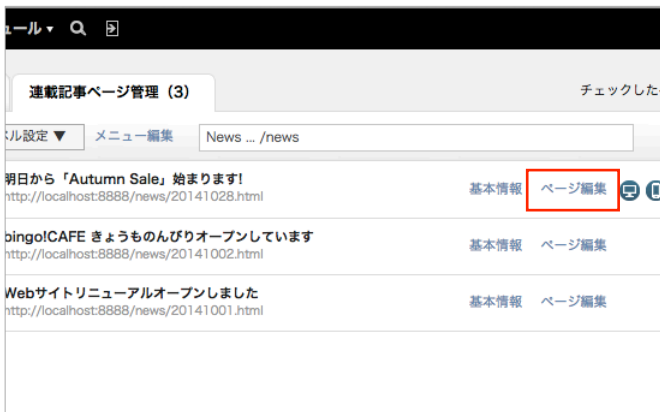 ュール▼
連載記事ページ管理（3） チェックした
ベル設定 ▼ メニュー編集 News ... /news
明日から「Autumn Sale」始まります! 基本情報 ページ編集
http://localhost:8888/news/20141028.html
bingo!CAFE きょうものんびりオープンしています 基本情報 ページ編集
http://localhost:8888/news/20141002.html
Webサイトリニューアルオープンしました 基本情報 ページ編集
http://localhost:8888/news/20141001.html